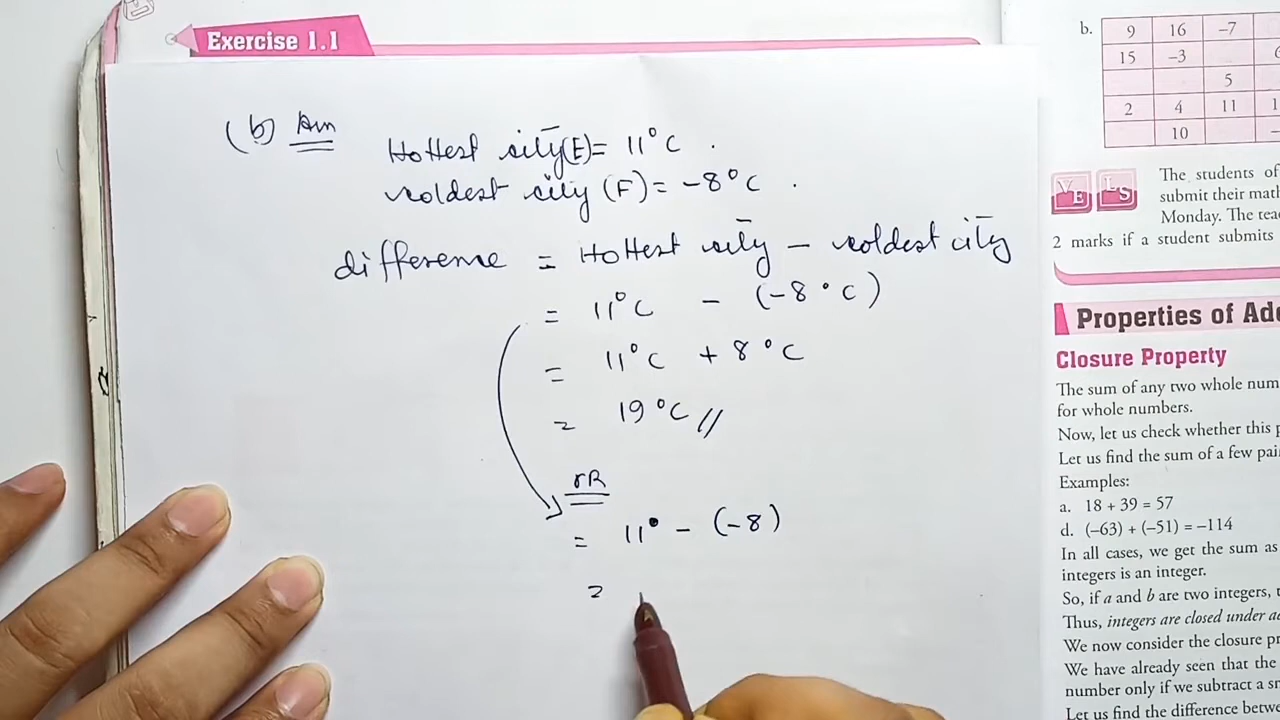 Exercise 1.1
(b) Ans
Hottest city(E) = 11°C .
coldest city (F) = -8°C .
difference = Hottest city - coldest city
= 11°C - (-8°C)
= 11°C + 8°C
= 19°C //
= 11° - (-8)
=
b.
9 16 -7
15 -3
5
2 4 11 1
10
VE LS
The students of
submit their mat
Monday. The tea
2 marks if a student submits
Properties of Ad
Closure Property
The sum of any two whole num
for whole numbers.
Now, let us check whether this p
Let us find the sum of a few pai
Examples:
a. 18 + 39 = 57
d. (-63) + (-51) = -114
In all cases, we get the sum as
integers is an integer.
So, if a and b are two integers, t
Thus, integers are closed under a
We now consider the closure pr
We have already seen that the
number only if we subtract a sm
Let us find the difference betwe